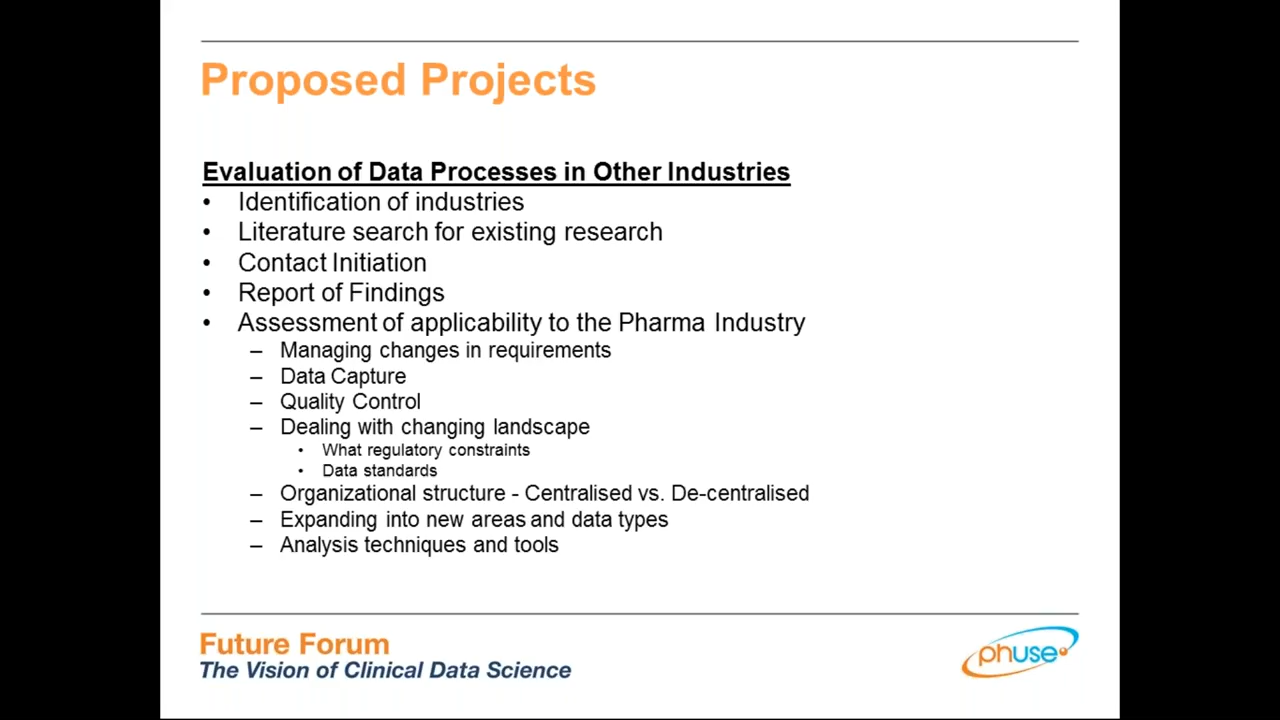 Proposed Projects
Evaluation of Data Processes in Other Industries
• Identification of industries
• Literature search for existing research
• Contact Initiation
• Report of Findings
• Assessment of applicability to the Pharma Industry
– Managing changes in requirements
– Data Capture
– Quality Control
– Dealing with changing landscape
• What regulatory constraints
• Data standards
– Organizational structure - Centralised vs. De-centralised
– Expanding into new areas and data types
– Analysis techniques and tools
Future Forum
The Vision of Clinical Data Science
phuse